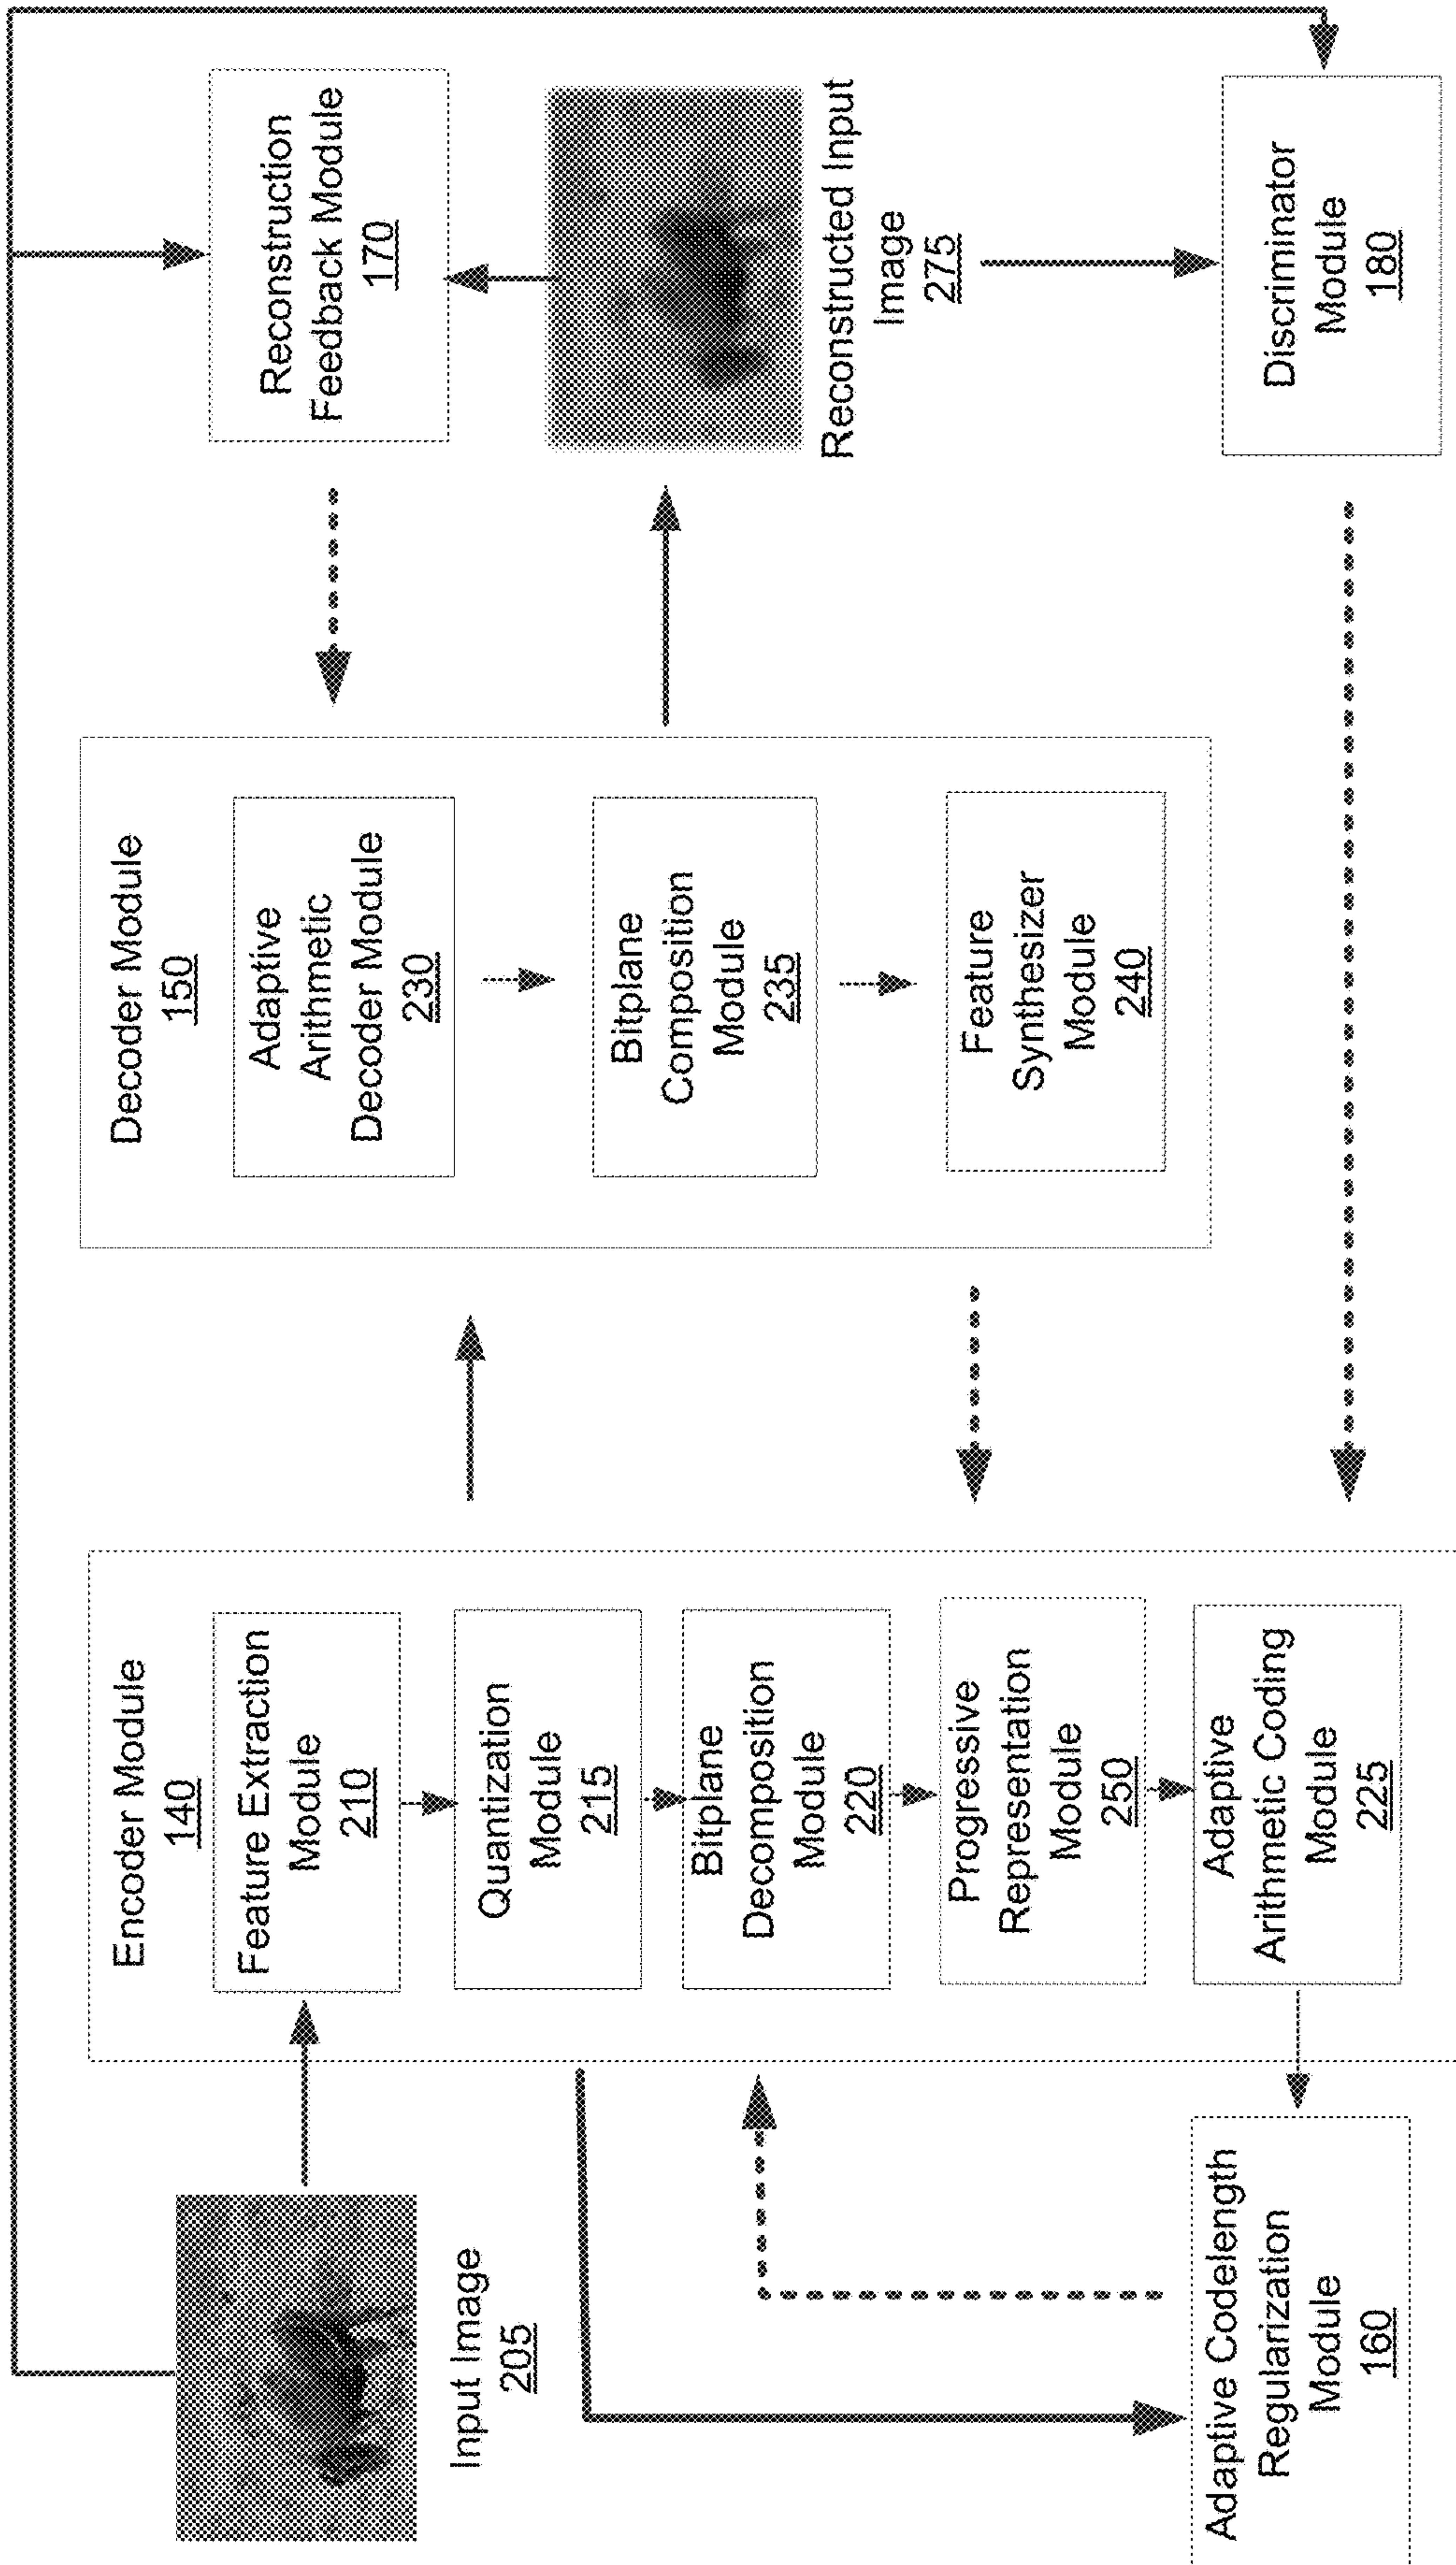 Input Image
205
Encoder Module
140
Feature Extraction
Module
210
Quantization
Module
215
Bitplane
Decomposition
Module
220
Progressive
Representation
Module
250
Adaptive
Arithmetic Coding
Module
225
Adaptive Codelength
Regularization
Module
160
Decoder Module
150
Adaptive
Arithmetic
Decoder Module
230
Bitplane
Composition
Module
235
Feature
Synthesizer
Module
240
Reconstruction
Feedback Module
170
Reconstructed Input
Image
275
Discriminator
Module
180